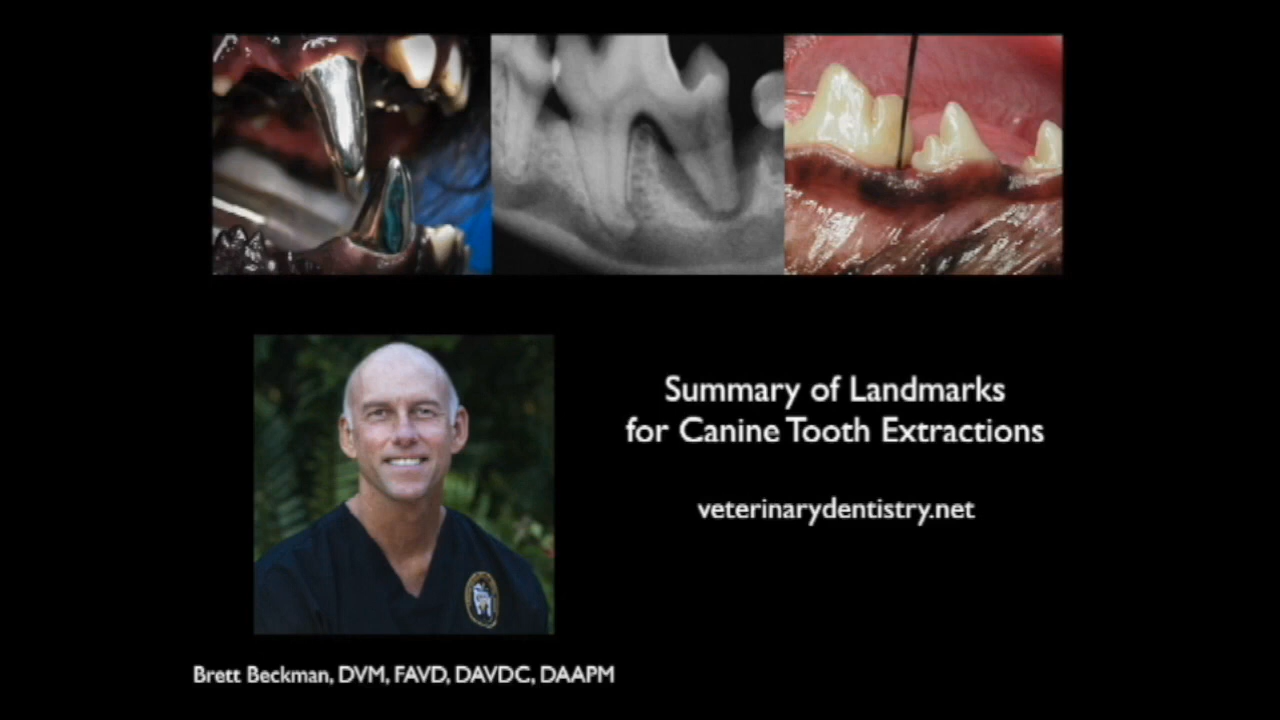 Summary of Landmarks
for Canine Tooth Extractions
veterinarydentistry.net
Brett Beckman, DVM, FAVD, DAVDC, DAAPM